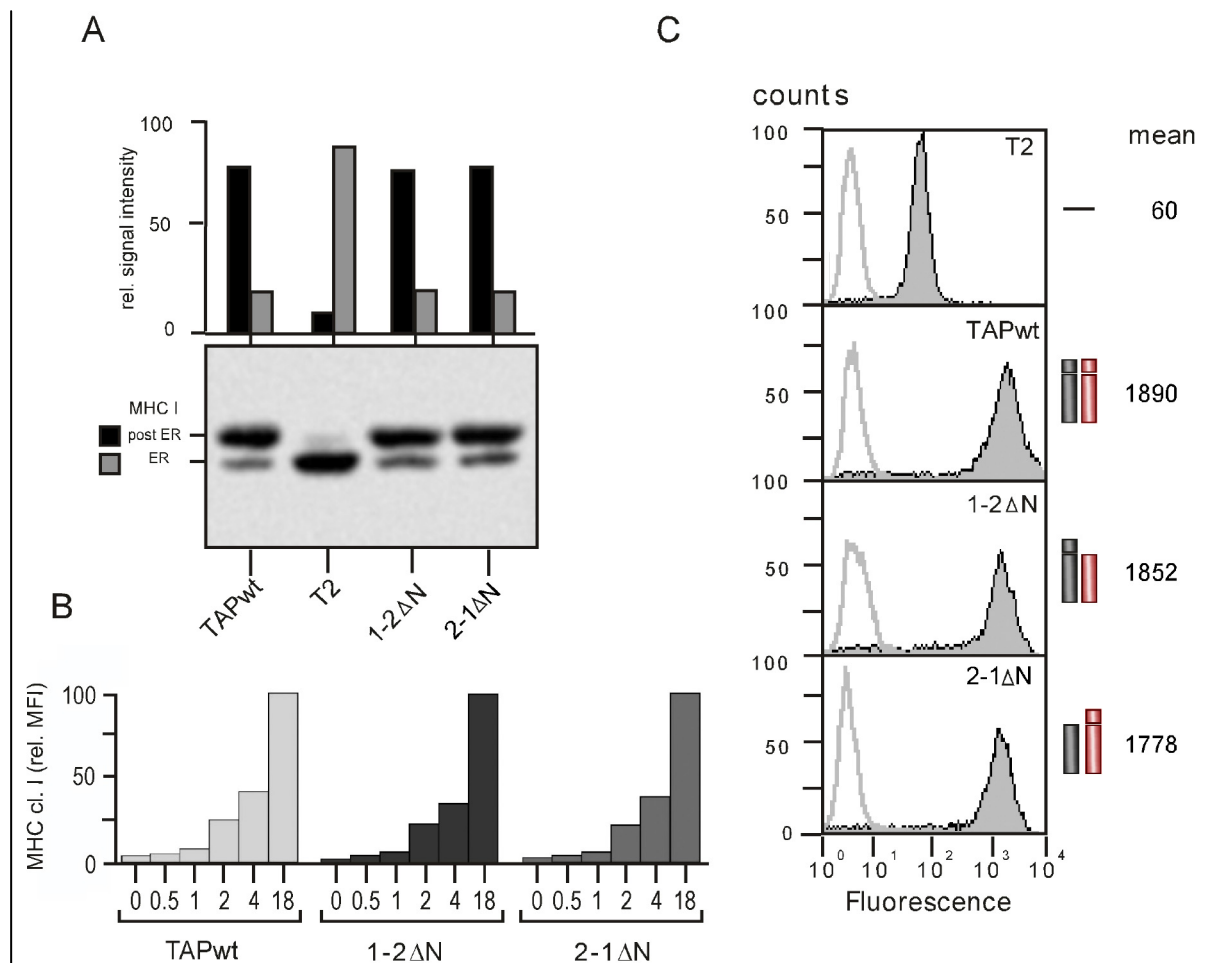 A
100
50
0
rel. signal intensity
MHC I
post ER
ER
TAPwt
T2
1-2ΔN
2-1ΔN
B
MHC cl. I (rel. MFI)
100
50
0
0 0.5 1 2 4 18
0 0.5 1 2 4 18
0 0.5 1 2 4 18
TAPwt
1-2ΔN
2-1ΔN
C
counts
mean
100
50
T2
60
100
50
TAPwt
1890
100
50
1-2ΔN
1852
100
50
0
2-1ΔN
1778
10⁰ 10¹ 10² 10³ 10⁴
Fluorescence